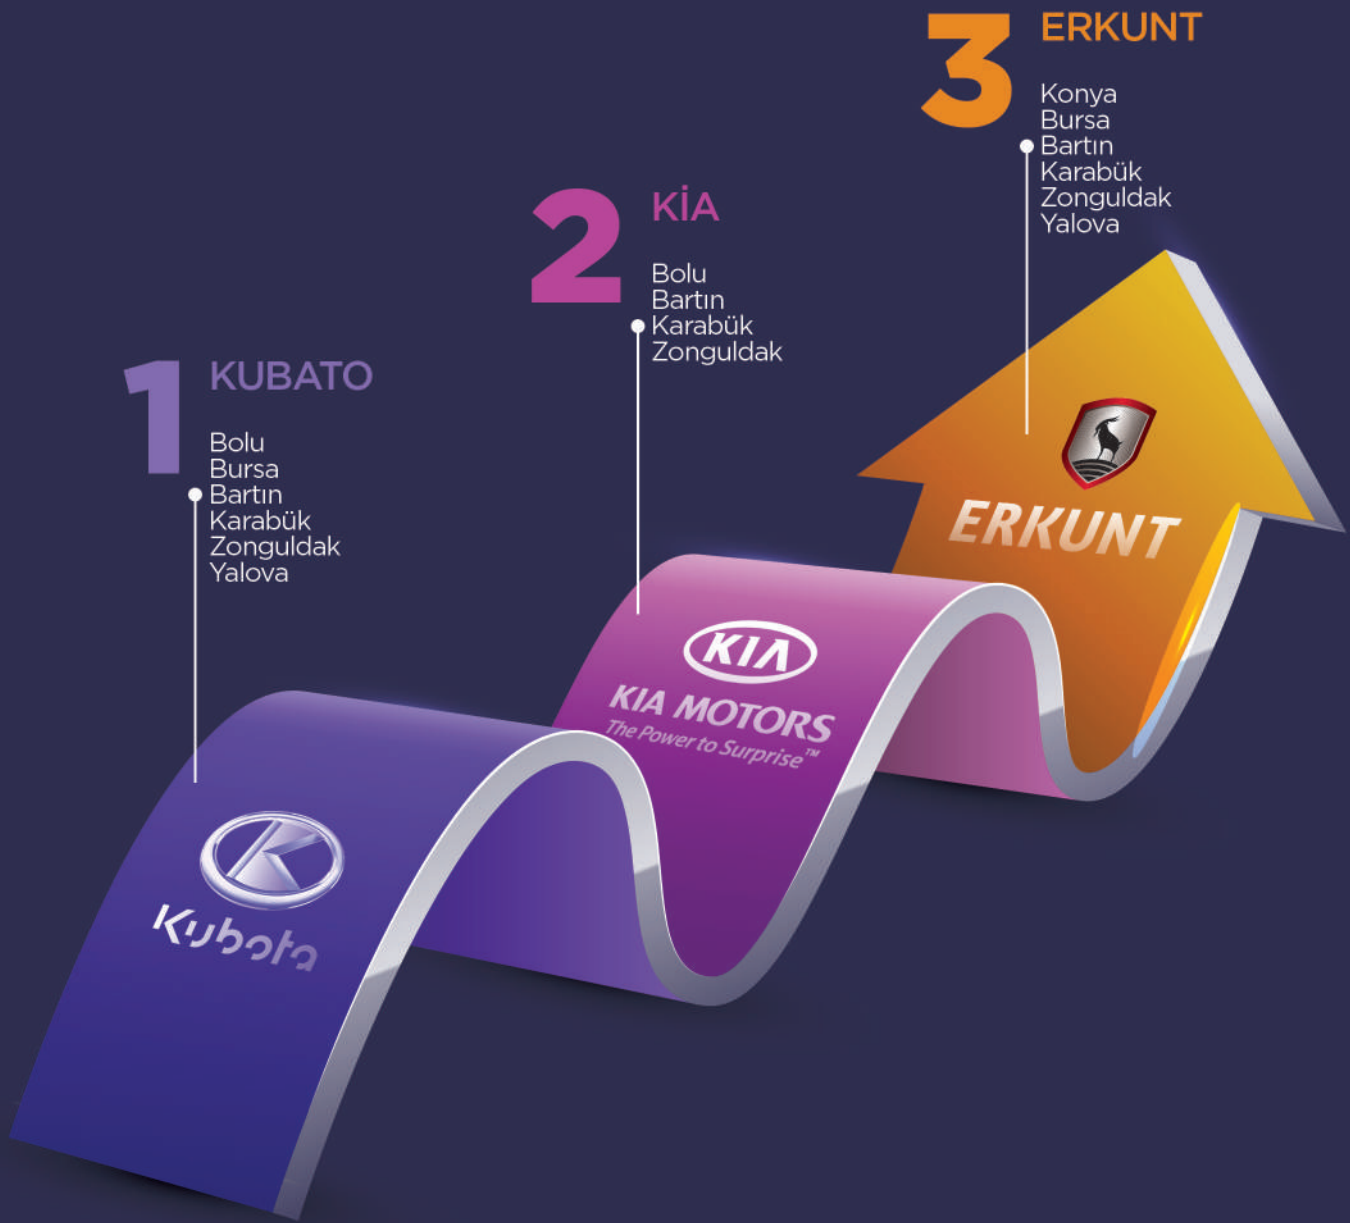 1 KUBATO
Bolu
Bursa
Bartın
Karabük
Zonguldak
Yalova
Kubota
2 KİA
Bolu
Bartın
Karabük
Zonguldak
KIA
KIA MOTORS
The Power to Surprise™
3 ERKUNT
Konya
Bursa
Bartın
Karabük
Zonguldak
Yalova
ERKUNT